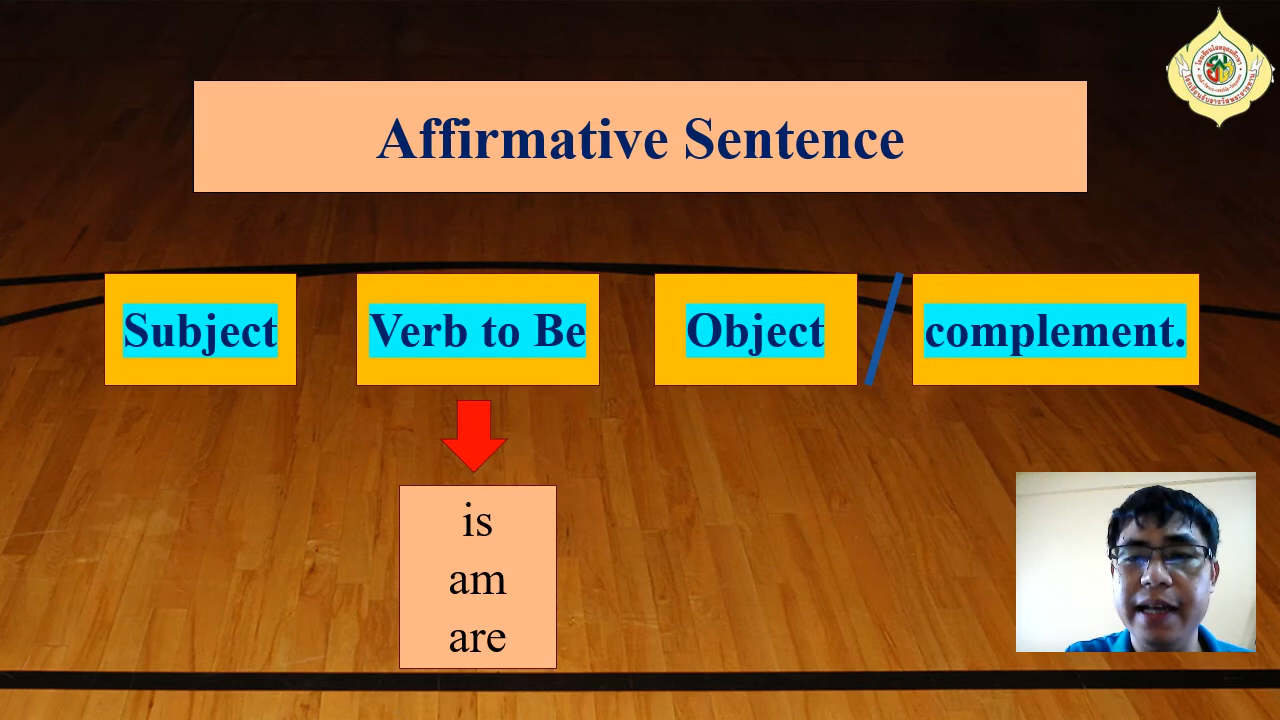 Affirmative Sentence
Subject
Verb to Be
Object
/
complement.
is
am
are